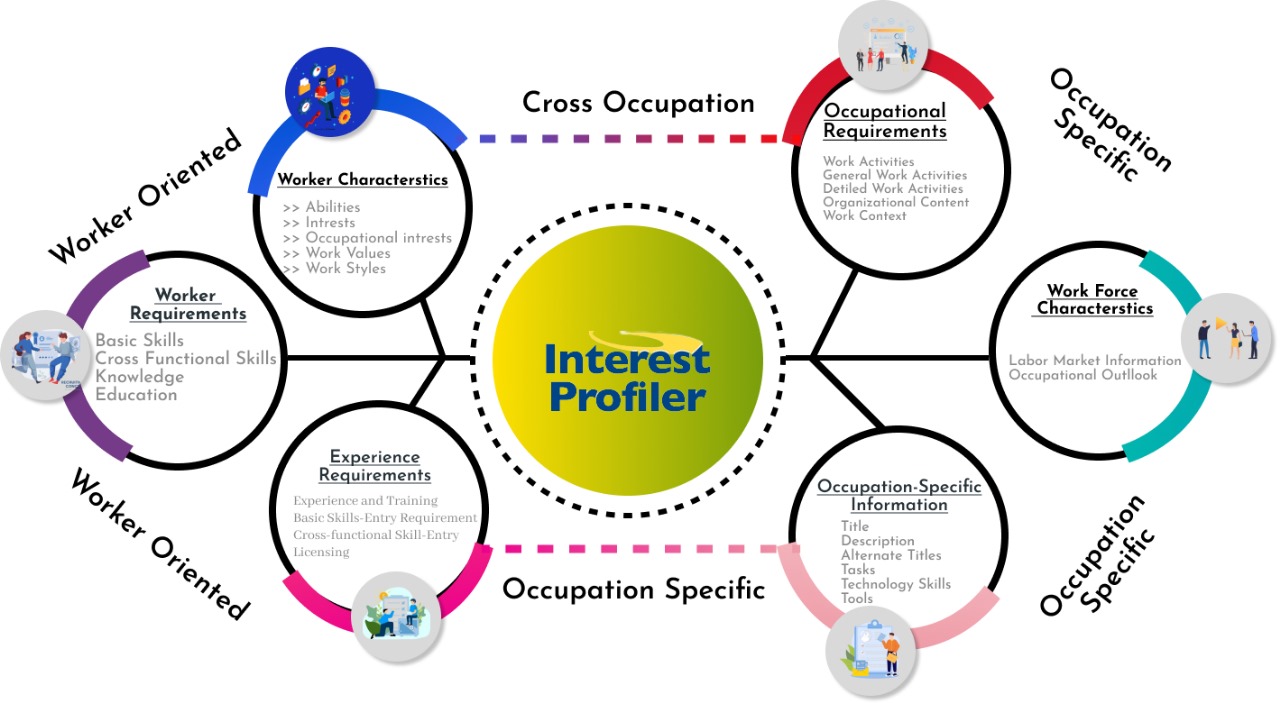 Cross Occupation
Occupation
Specific
Worker Oriented
Worker Characterstics
>> Abilities
>> Intrests
>> Occupational intrests
>> Work Values
>> Work Styles
Occupational
Requirements
Work Activities
General Work Activities
Detiled Work Activities
Organizational Content
Work Context
Worker
Requirements
Basic Skills
Cross Functional Skills
Knowledge
Education
Interest
Profiler
Work Force
Characterstics
Labor Market Information
Occupational Outllook
Worker Oriented
Experience
Requirements
Experience and Training
Basic Skills-Entry Requirement
Cross-functional Skill-Entry
Licensing
Occupation-Specific
Information
Title
Description
Alternate Titles
Tasks
Technology Skills
Tools
Occupation Specific
Occupation
Specific